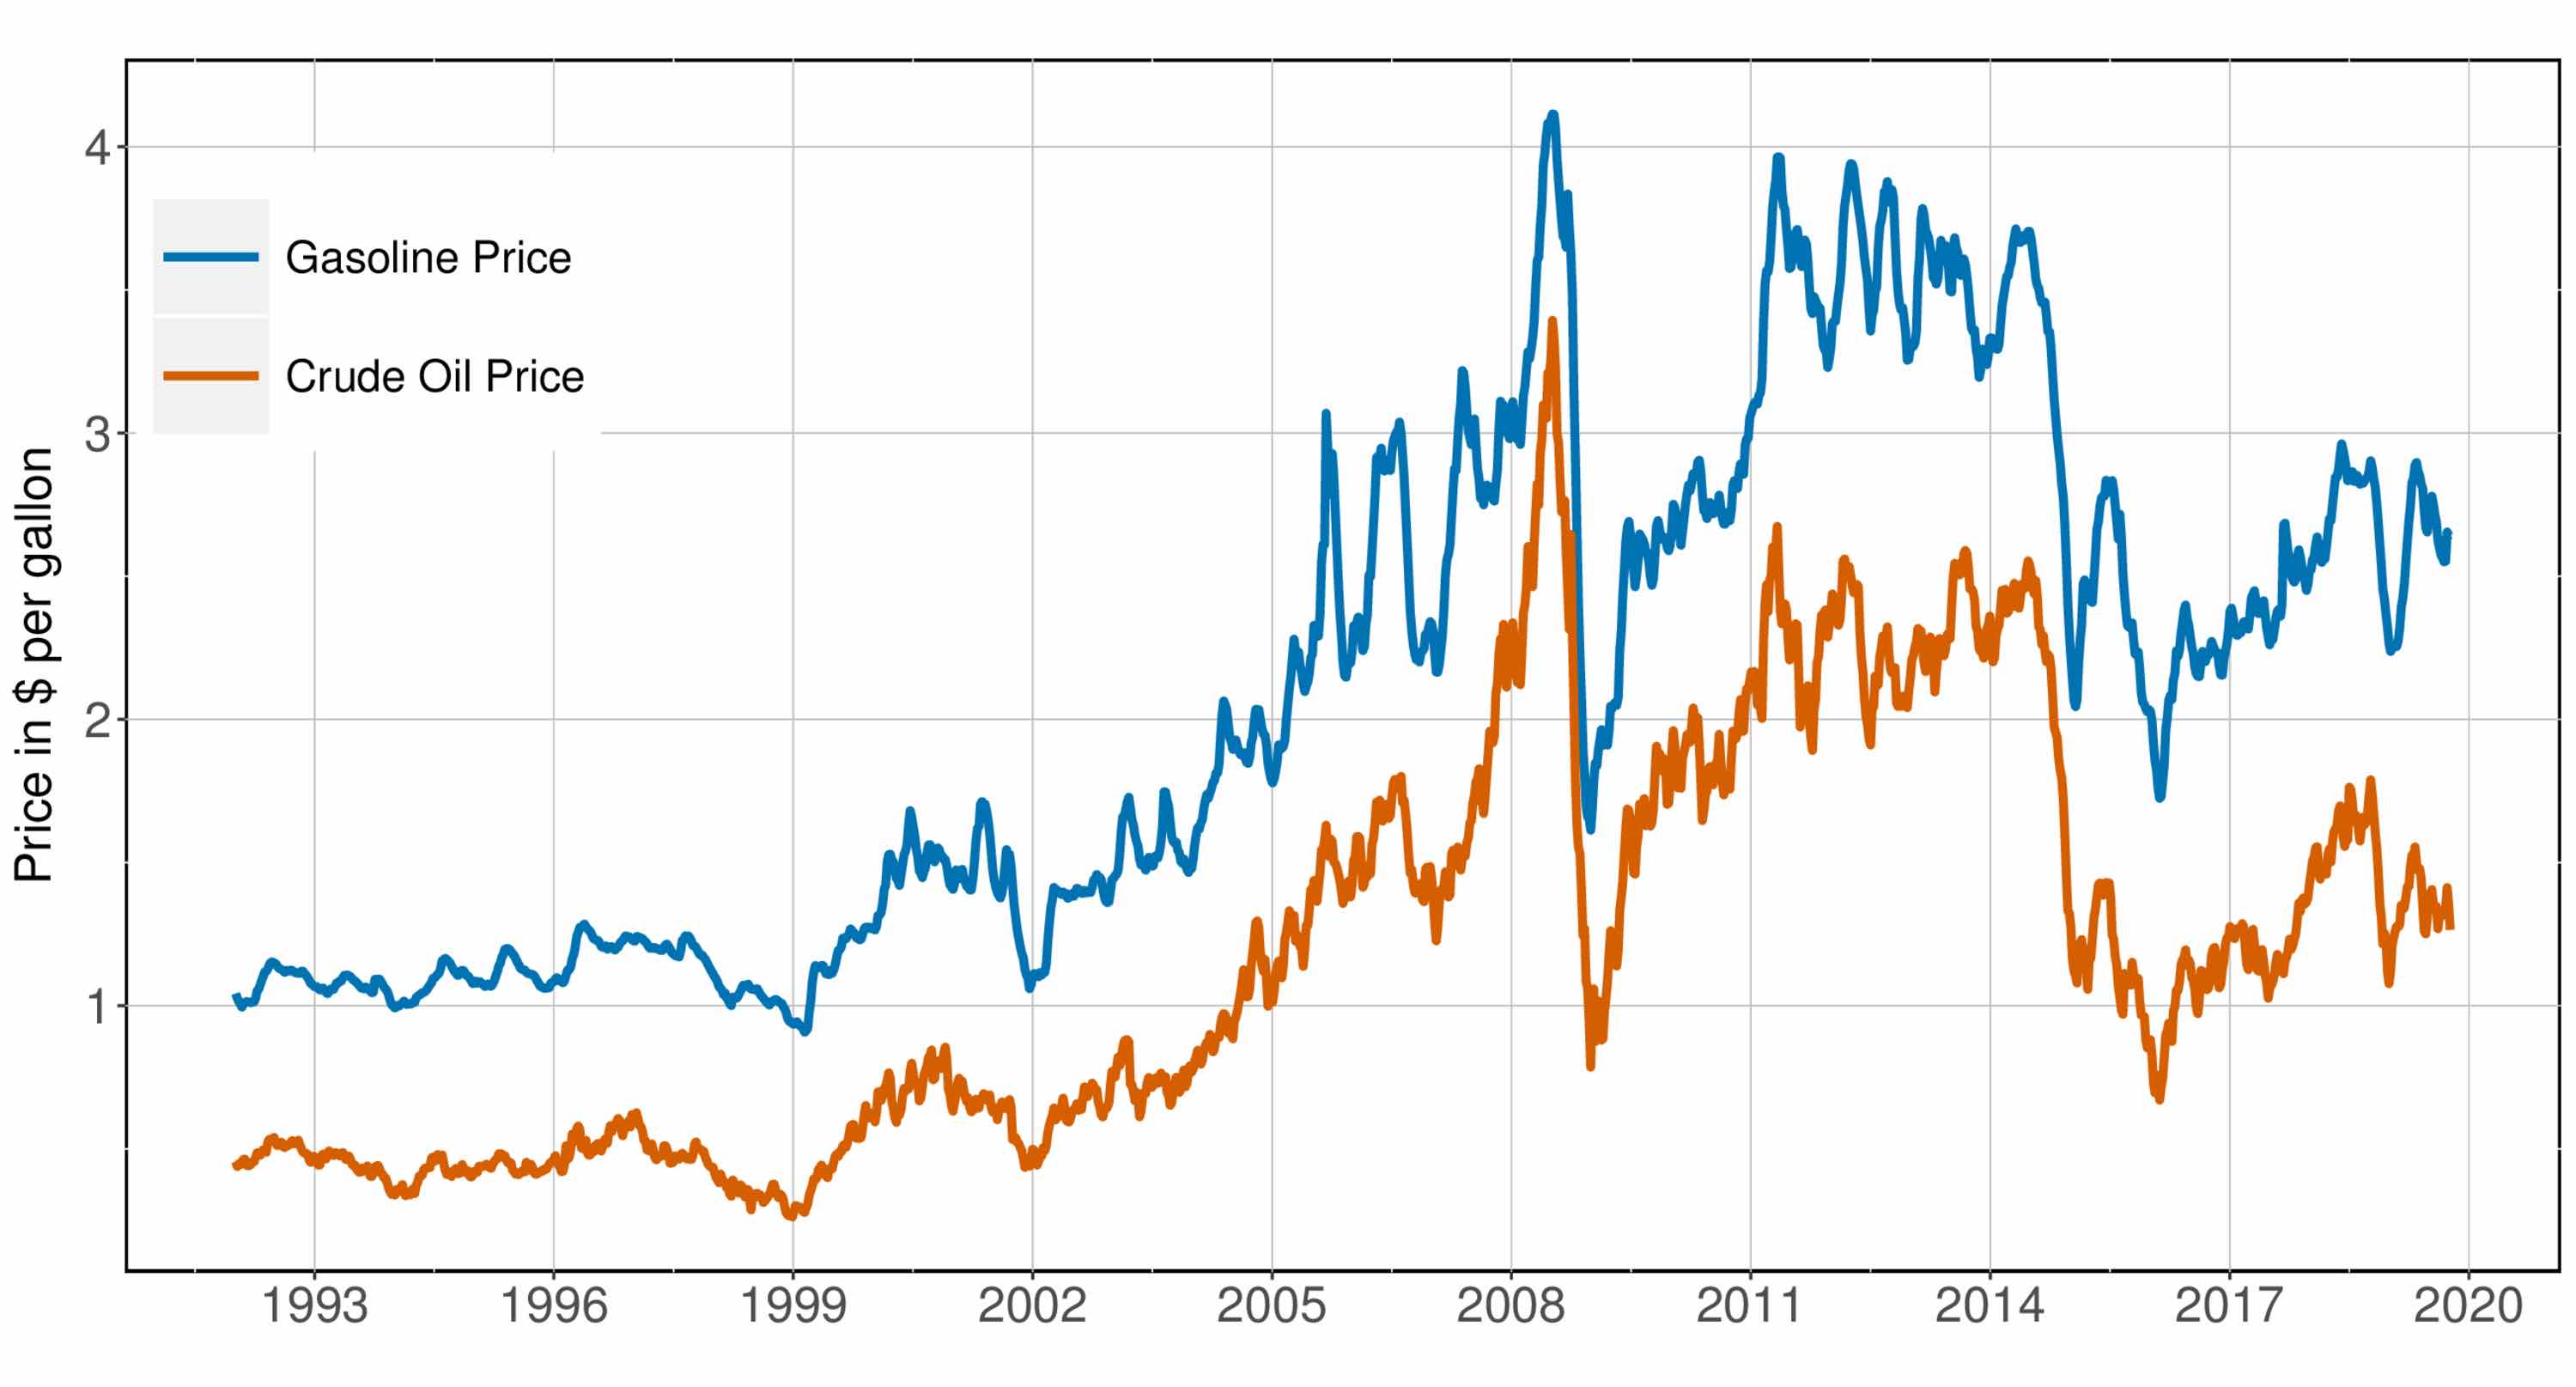 4
3
2
1
Price in $ per gallon
Gasoline Price
Crude Oil Price
1993 1996 1999 2002 2005 2008 2011 2014 2017 2020